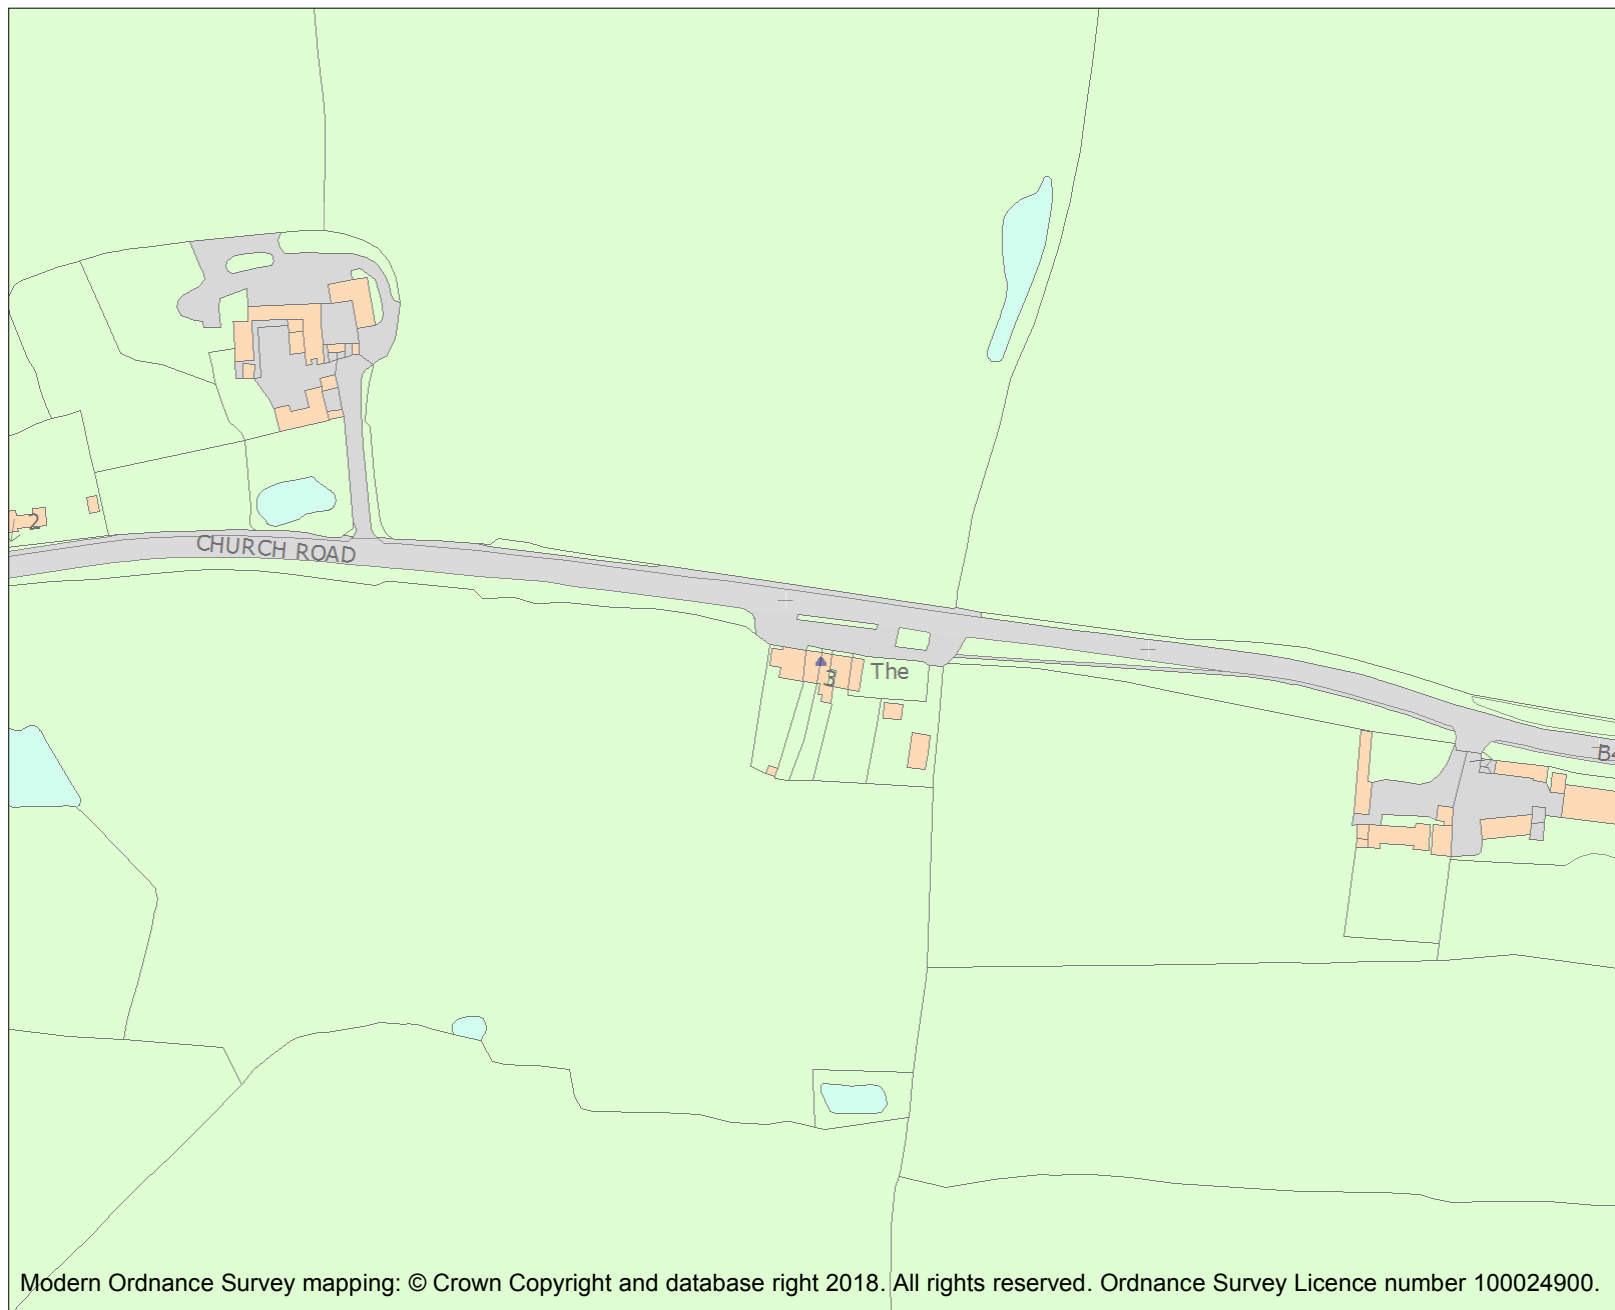 2
CHURCH ROAD
The
3
B4
Modern Ordnance Survey mapping: © Crown Copyright and database right 2018. All rights reserved. Ordnance Survey Licence number 100024900.